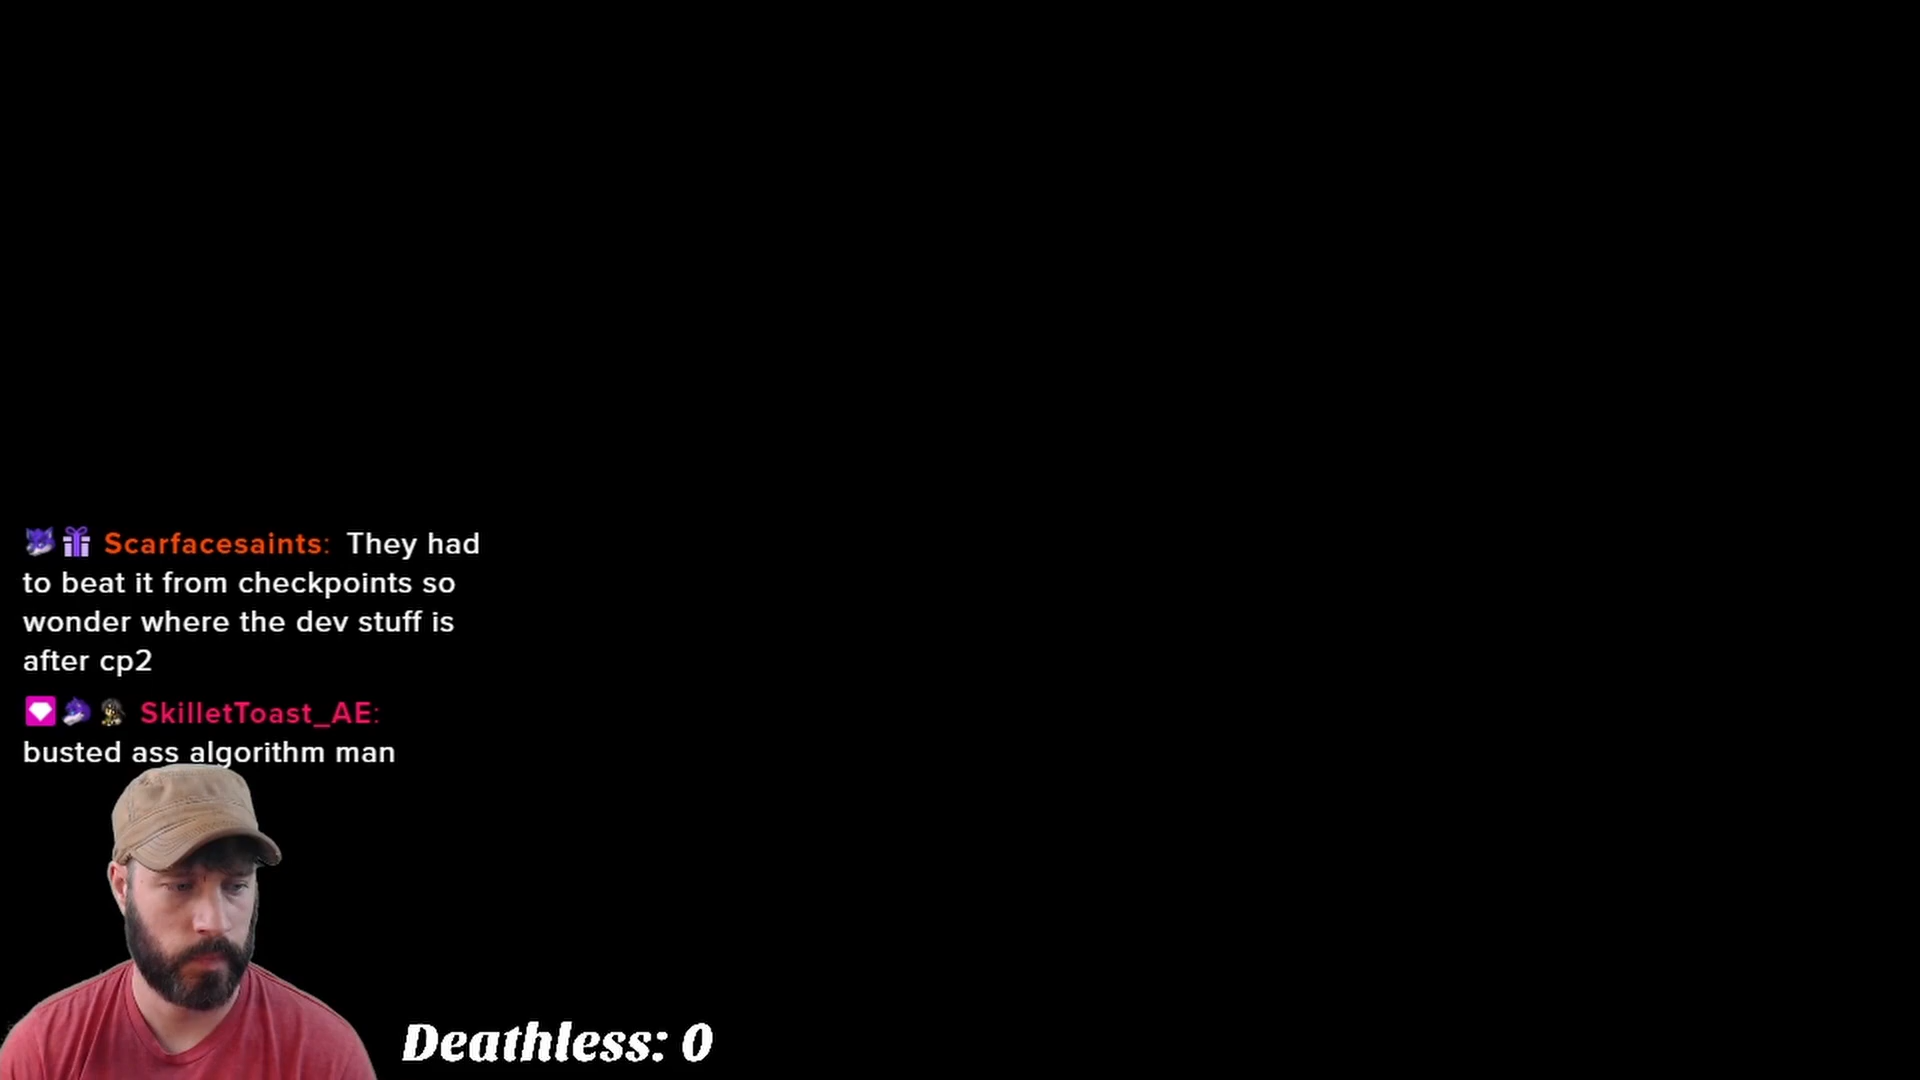 Scarfacesaints: They had
to beat it from checkpoints so
wonder where the dev stuff is
after cp2
SkilletToast_AE:
busted ass algorithm man
Deathless: 0